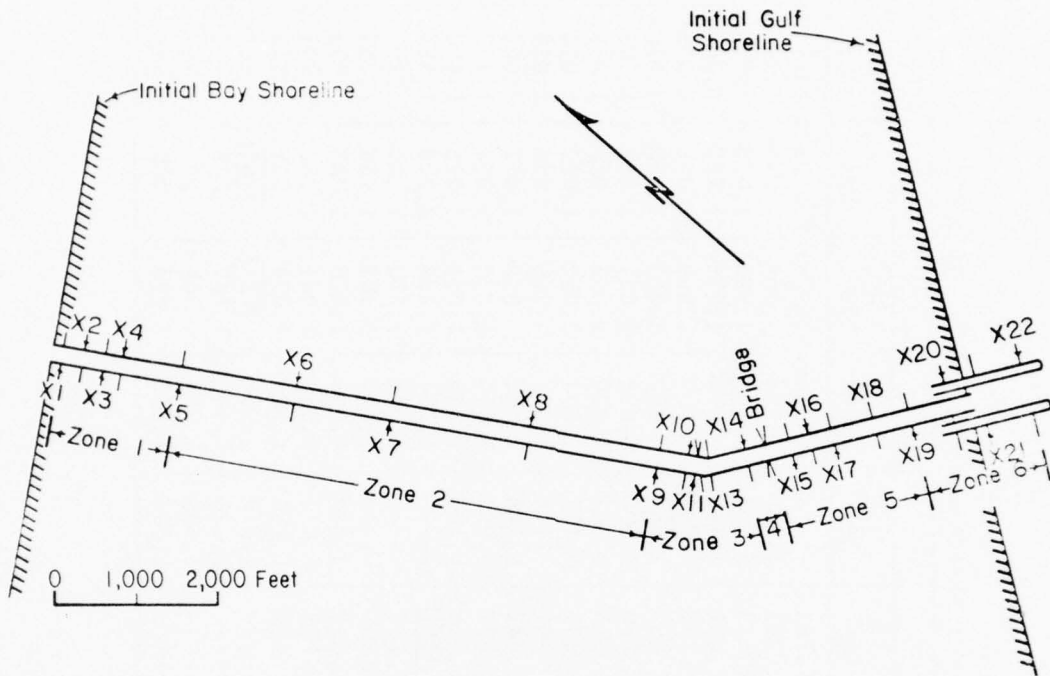 Initial Gulf
Shoreline
Initial Bay Shoreline
N
X2 X4
X6
X8
X10 X14
Bridge
X16
X18
X20
X22
X1 X3
X5
X7
X9 X11 X13
X15 X17
X19
X21
Zone 1
Zone 2
Zone 3
4
Zone 5
Zone 6
0 1,000 2,000 Feet